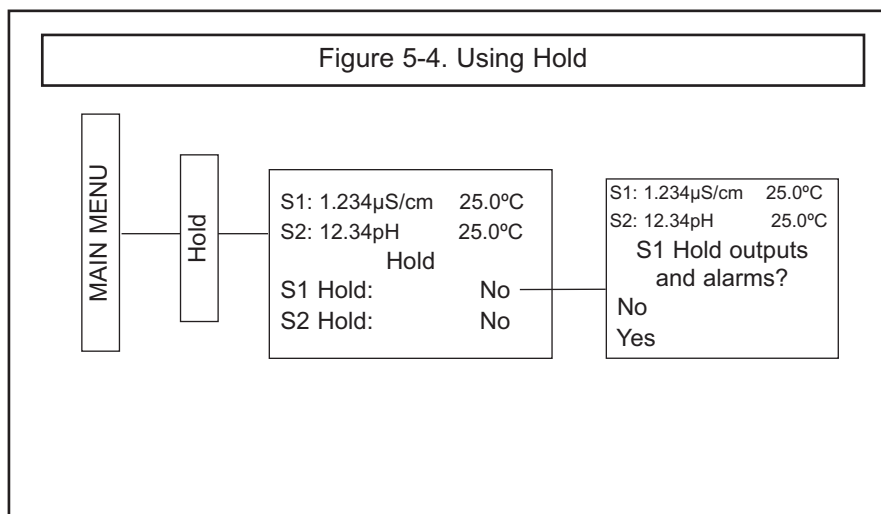 Figure 5-4. Using Hold
MAIN MENU
Hold
S1: 1.234µS/cm 25.0ºC
S2: 12.34pH 25.0ºC
Hold
S1 Hold: No
S2 Hold: No
S1: 1.234µS/cm 25.0ºC
S2: 12.34pH 25.0ºC
S1 Hold outputs
and alarms?
No
Yes